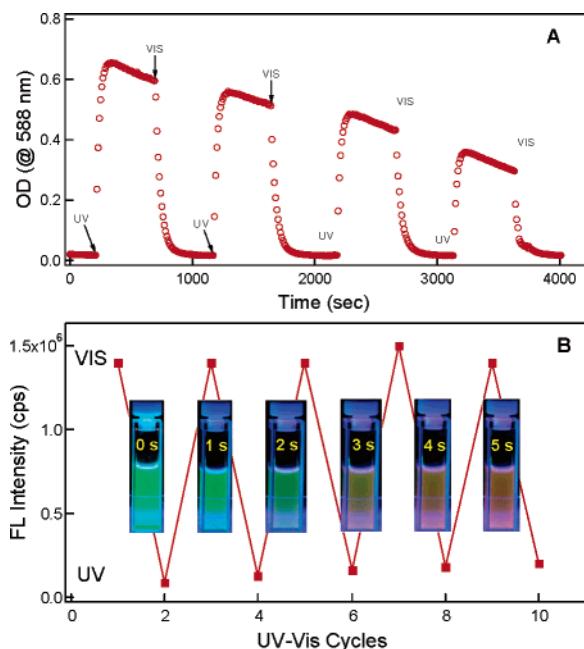 A
0.8
VIS
VIS
VIS
0.6
VIS
OD (@ 588 nm)
0.4
0.2
UV
UV
UV
UV
0.0
0 1000 2000 3000 4000
Time (sec)
B
1.5x10⁶
VIS
0 s 1 s 2 s 3 s 4 s 5 s
1.0
FL Intensity (cps)
0.5
UV
0.0
0 2 4 6 8 10
UV-Vis Cycles